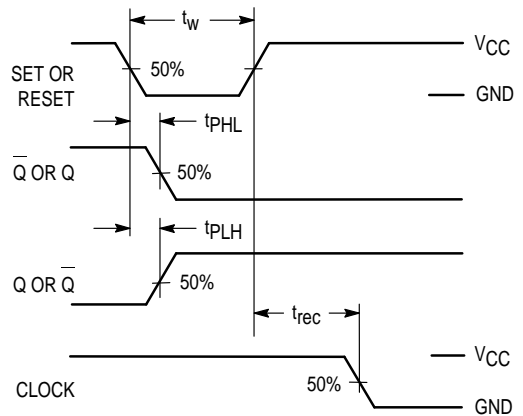 tw
VCC
50%
SET OR
RESET
GND
tPHL
Q OR Q
50%
tPLH
Q OR Q
50%
trec
VCC
CLOCK
50%
GND